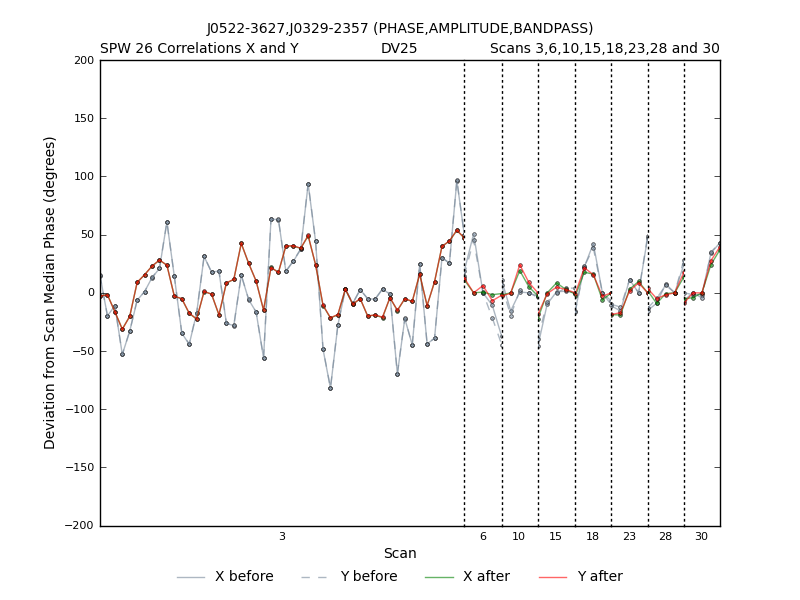 J0522-3627,J0329-2357 (PHASE,AMPLITUDE,BANDPASS)
SPW 26 Correlations X and Y DV25 Scans 3,6,10,15,18,23,28 and 30
200
150
100
50
0
−50
−100
−150
−200
Deviation from Scan Median Phase (degrees)
3 6 10 15 18 23 28 30
Scan
X before Y before X after Y after